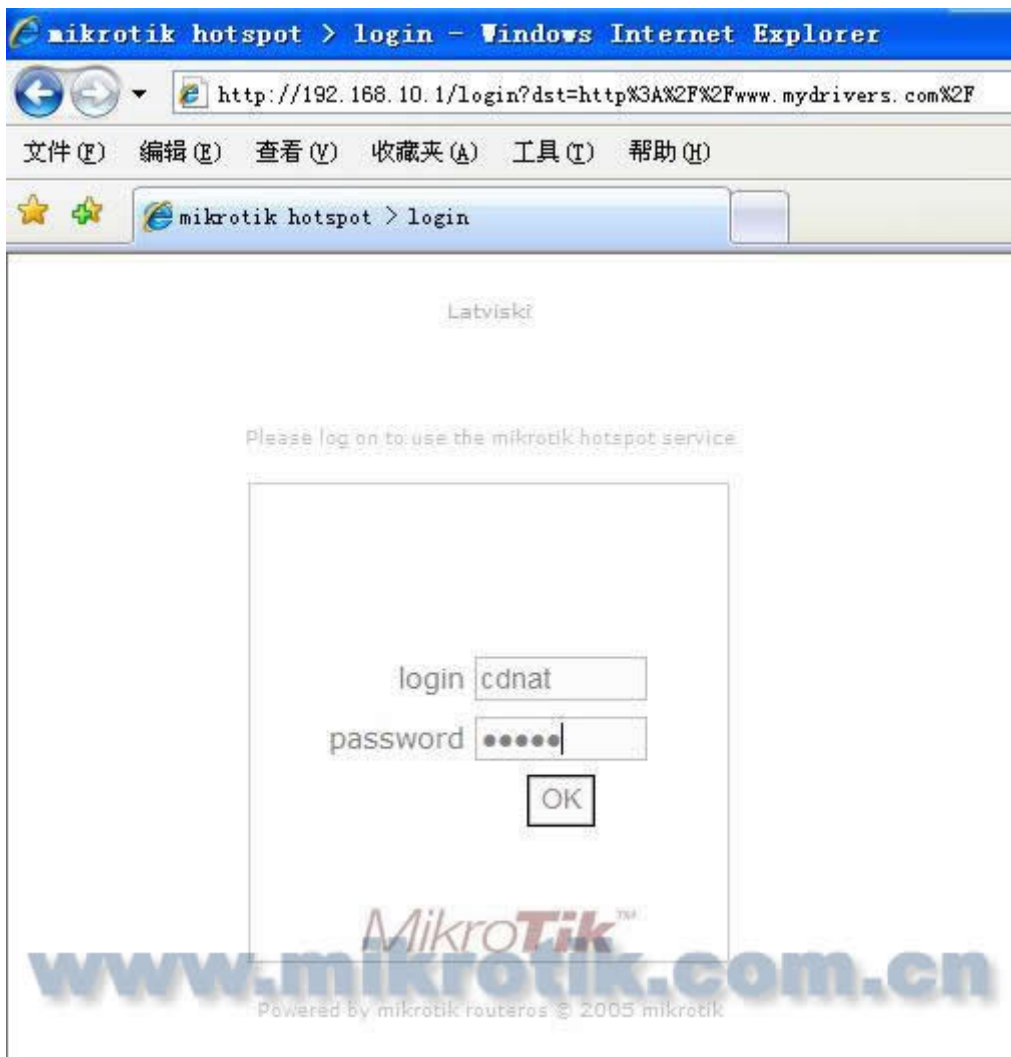 mikrotik hotspot > login - Windows Internet Explorer
http://192.168.10.1/login?dst=http%3A%2F%2Fwww.mydrivers.com%2F
文件(F) 编辑(E) 查看(V) 收藏夹(A) 工具(T) 帮助(H)
mikrotik hotspot > login
Latviski
Please log on to use the mikrotik hotspot service
login cdnat
password •••••
OK
MikroTik™
www.mikrotik.com.cn
Powered by mikrotik routeros © 2005 mikrotik